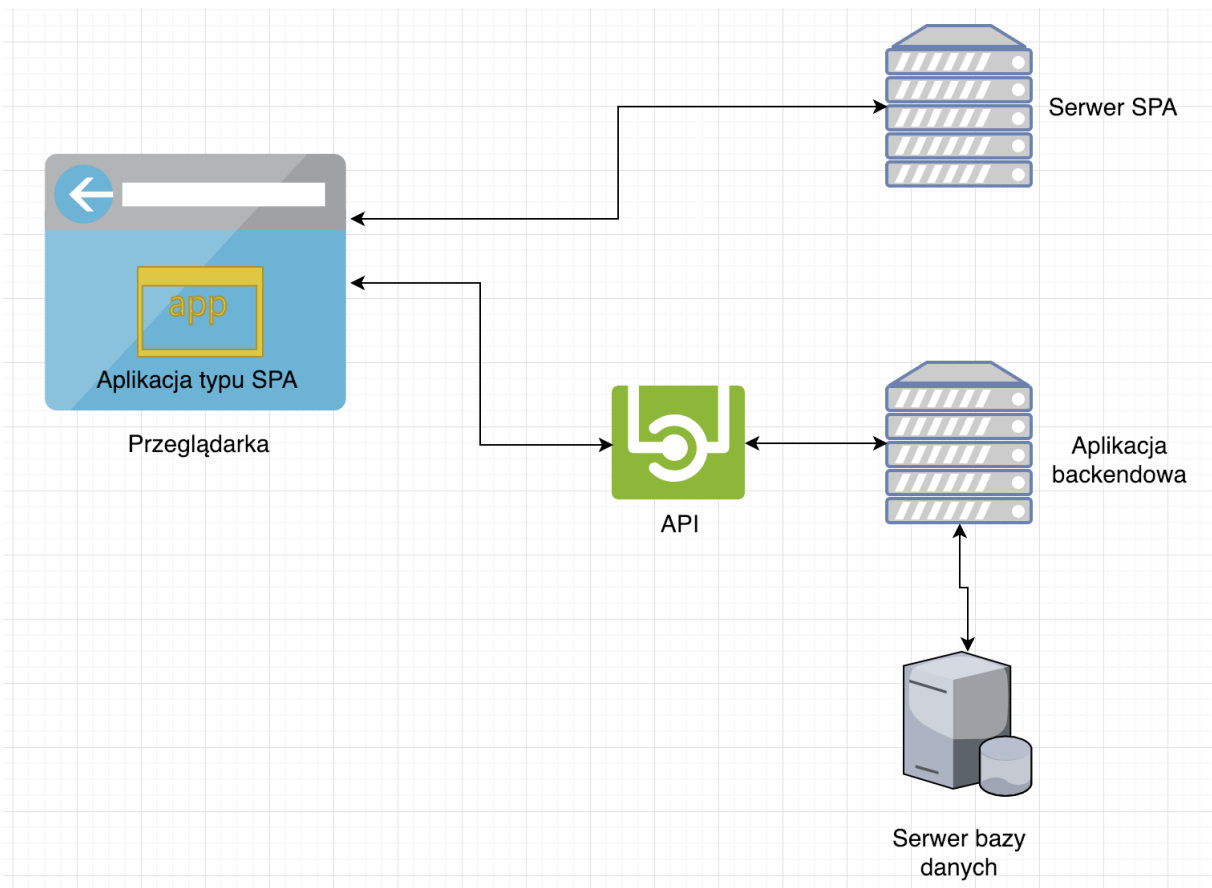 Serwer SPA
app
Aplikacja typu SPA
Przeglądarka
Aplikacja
backendowa
API
Serwer bazy
danych